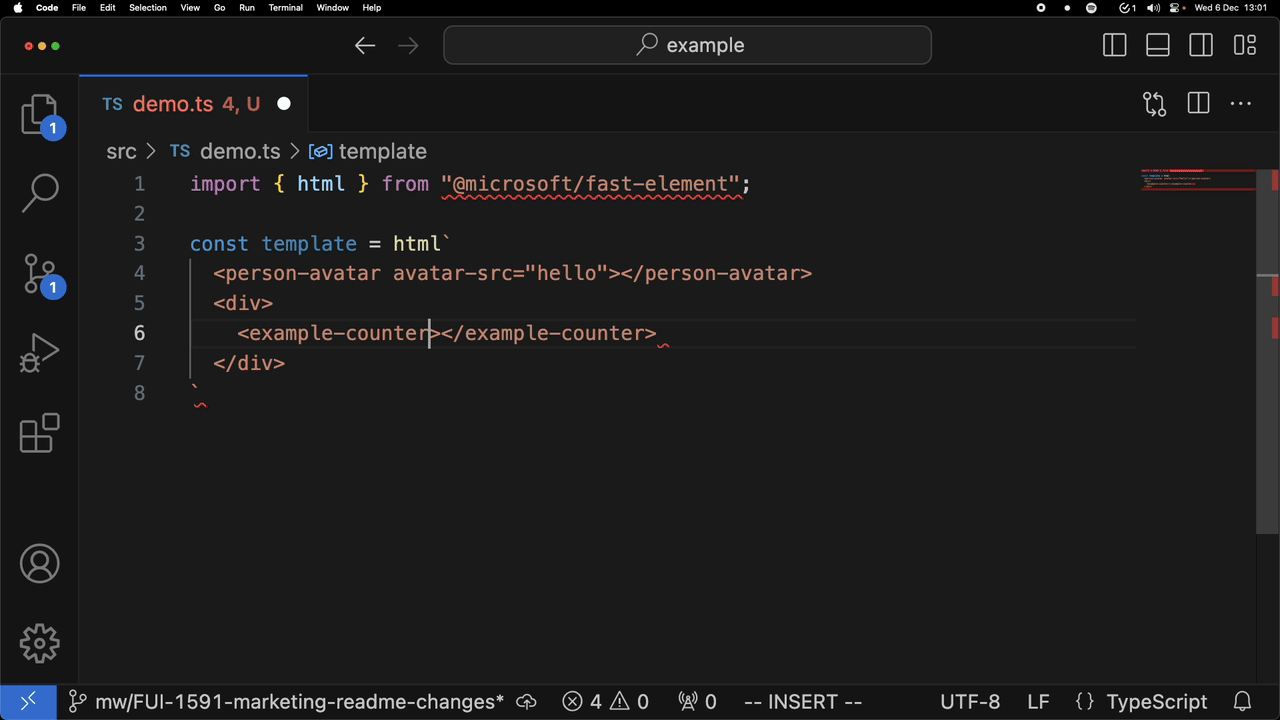 Code File Edit Selection View Go Run Terminal Window Help 1 Wed 6 Dec 13:01
example
TS demo.ts 4, U
src > TS demo.ts > template
1 import { html } from "@microsoft/fast-element";
2
3 const template = html`
4 <person-avatar avatar-src="hello"></person-avatar>
5 <div>
6 <example-counter></example-counter>
7 </div>
8 `
1
1
mw/FUI-1591-marketing-readme-changes* 4 0 0 -- INSERT -- UTF-8 LF {} TypeScript